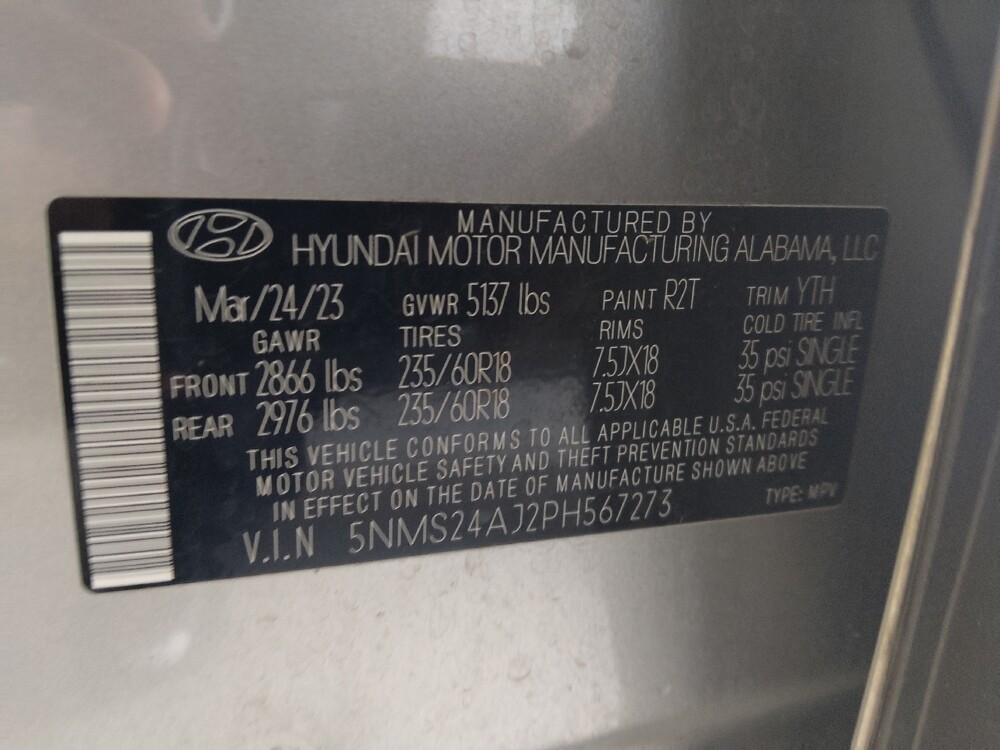 MANUFACTURED BY
HYUNDAI MOTOR MANUFACTURING ALABAMA, LLC
Mar/24/23 GVWR 5137 lbs PAINT R2T TRIM YTH
GAWR TIRES RIMS COLD TIRE INFL
FRONT 2866 lbs 235/60R18 7.5JX18 35 psi SINGLE
REAR 2976 lbs 235/60R18 7.5JX18 35 psi SINGLE
THIS VEHICLE CONFORMS TO ALL APPLICABLE U.S.A. FEDERAL
MOTOR VEHICLE SAFETY AND THEFT PREVENTION STANDARDS
IN EFFECT ON THE DATE OF MANUFACTURE SHOWN ABOVE
V.I.N 5NMS24AJ2PH567273 TYPE: MPV